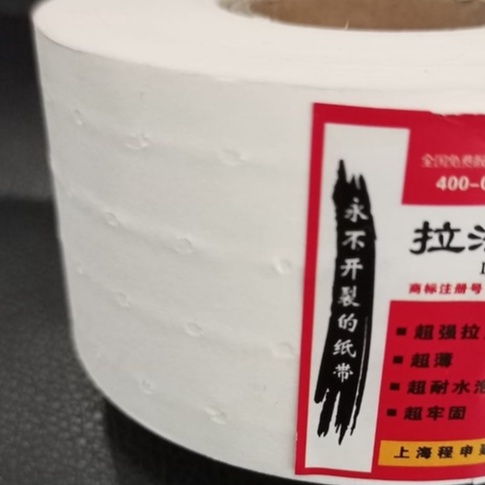 全国免费
400-
永不开裂的纸带
拉
商标注册号
■ 超强拉
■ 超薄
■ 超耐水泡
■ 超牢固
上海程申